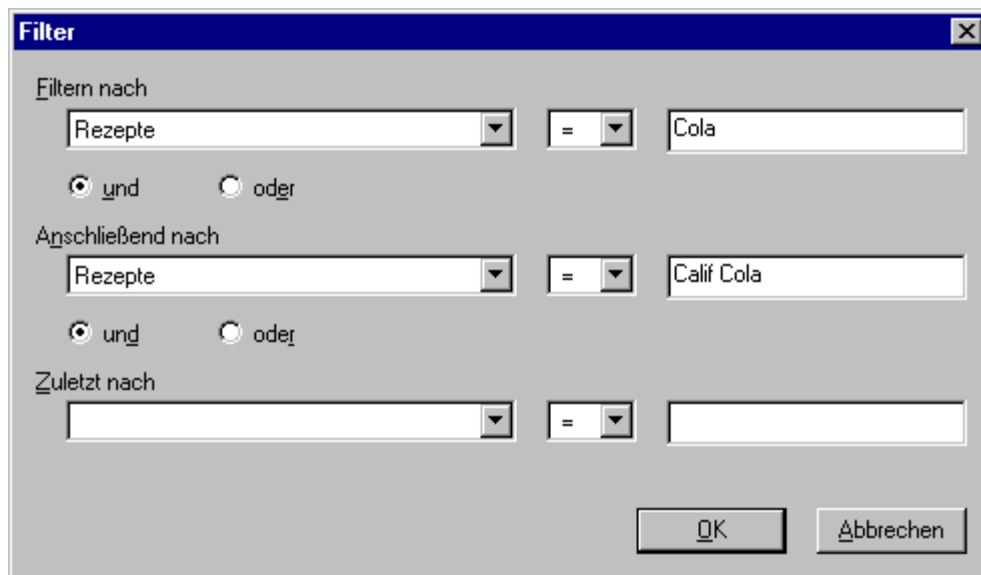 Filter
Filtern nach
Rezepte = Cola
und oder
Anschließend nach
Rezepte = Calif Cola
und oder
Zuletzt nach
=
OK Abbrechen